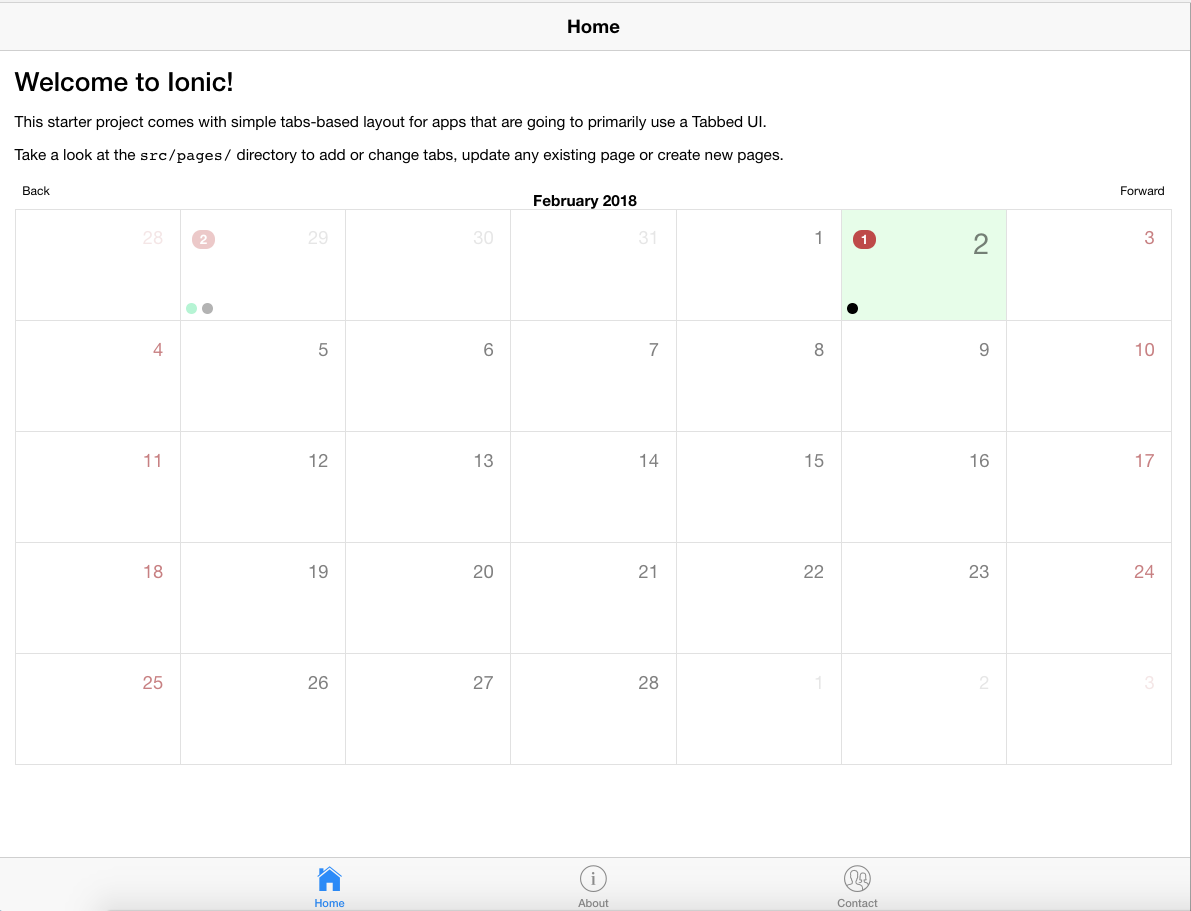 Home
Welcome to Ionic!
This starter project comes with simple tabs-based layout for apps that are going to primarily use a Tabbed UI.
Take a look at the src/pages/ directory to add or change tabs, update any existing page or create new pages.
Back February 2018 Forward
28 2 29 30 31 1 1 2 3
4 5 6 7 8 9 10
11 12 13 14 15 16 17
18 19 20 21 22 23 24
25 26 27 28 1 2 3
Home About Contact